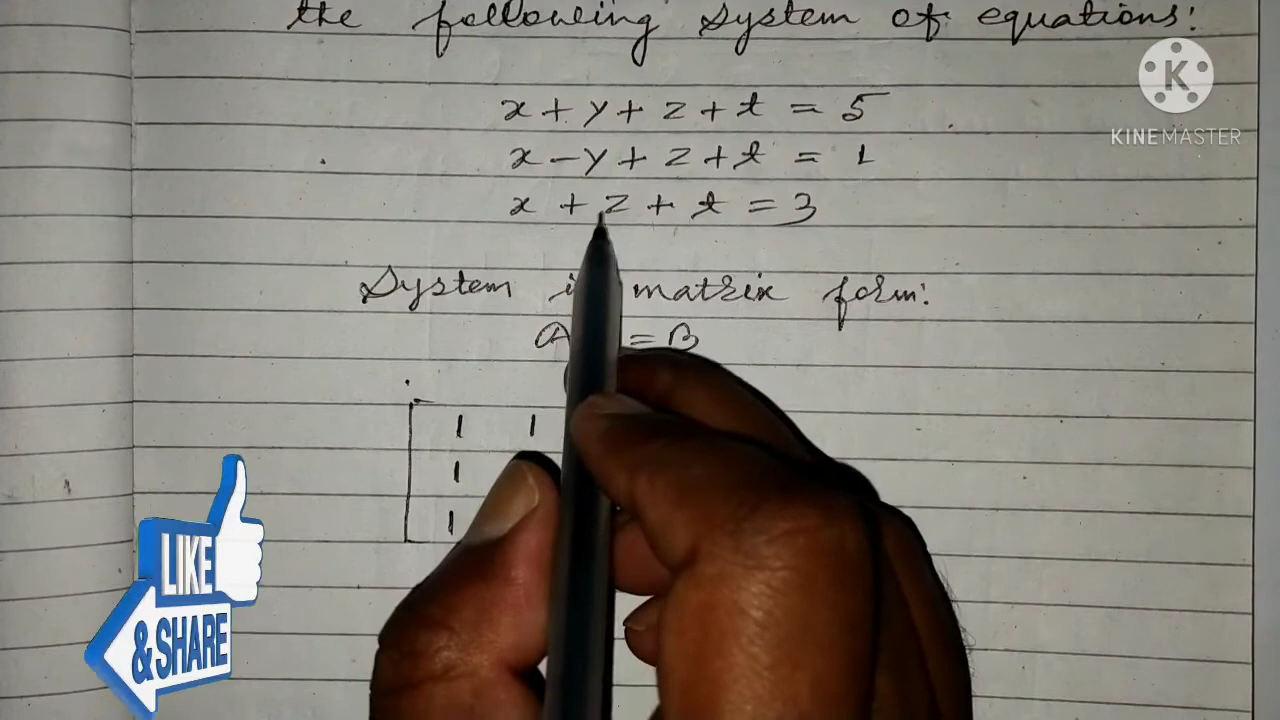 the following system of equations:
x + y + z + t = 5
x - y + z + t = 1
x + z + t = 3
System matrix form:
= B
1 1
1
1
KINEMASTER
LIKE
& SHARE